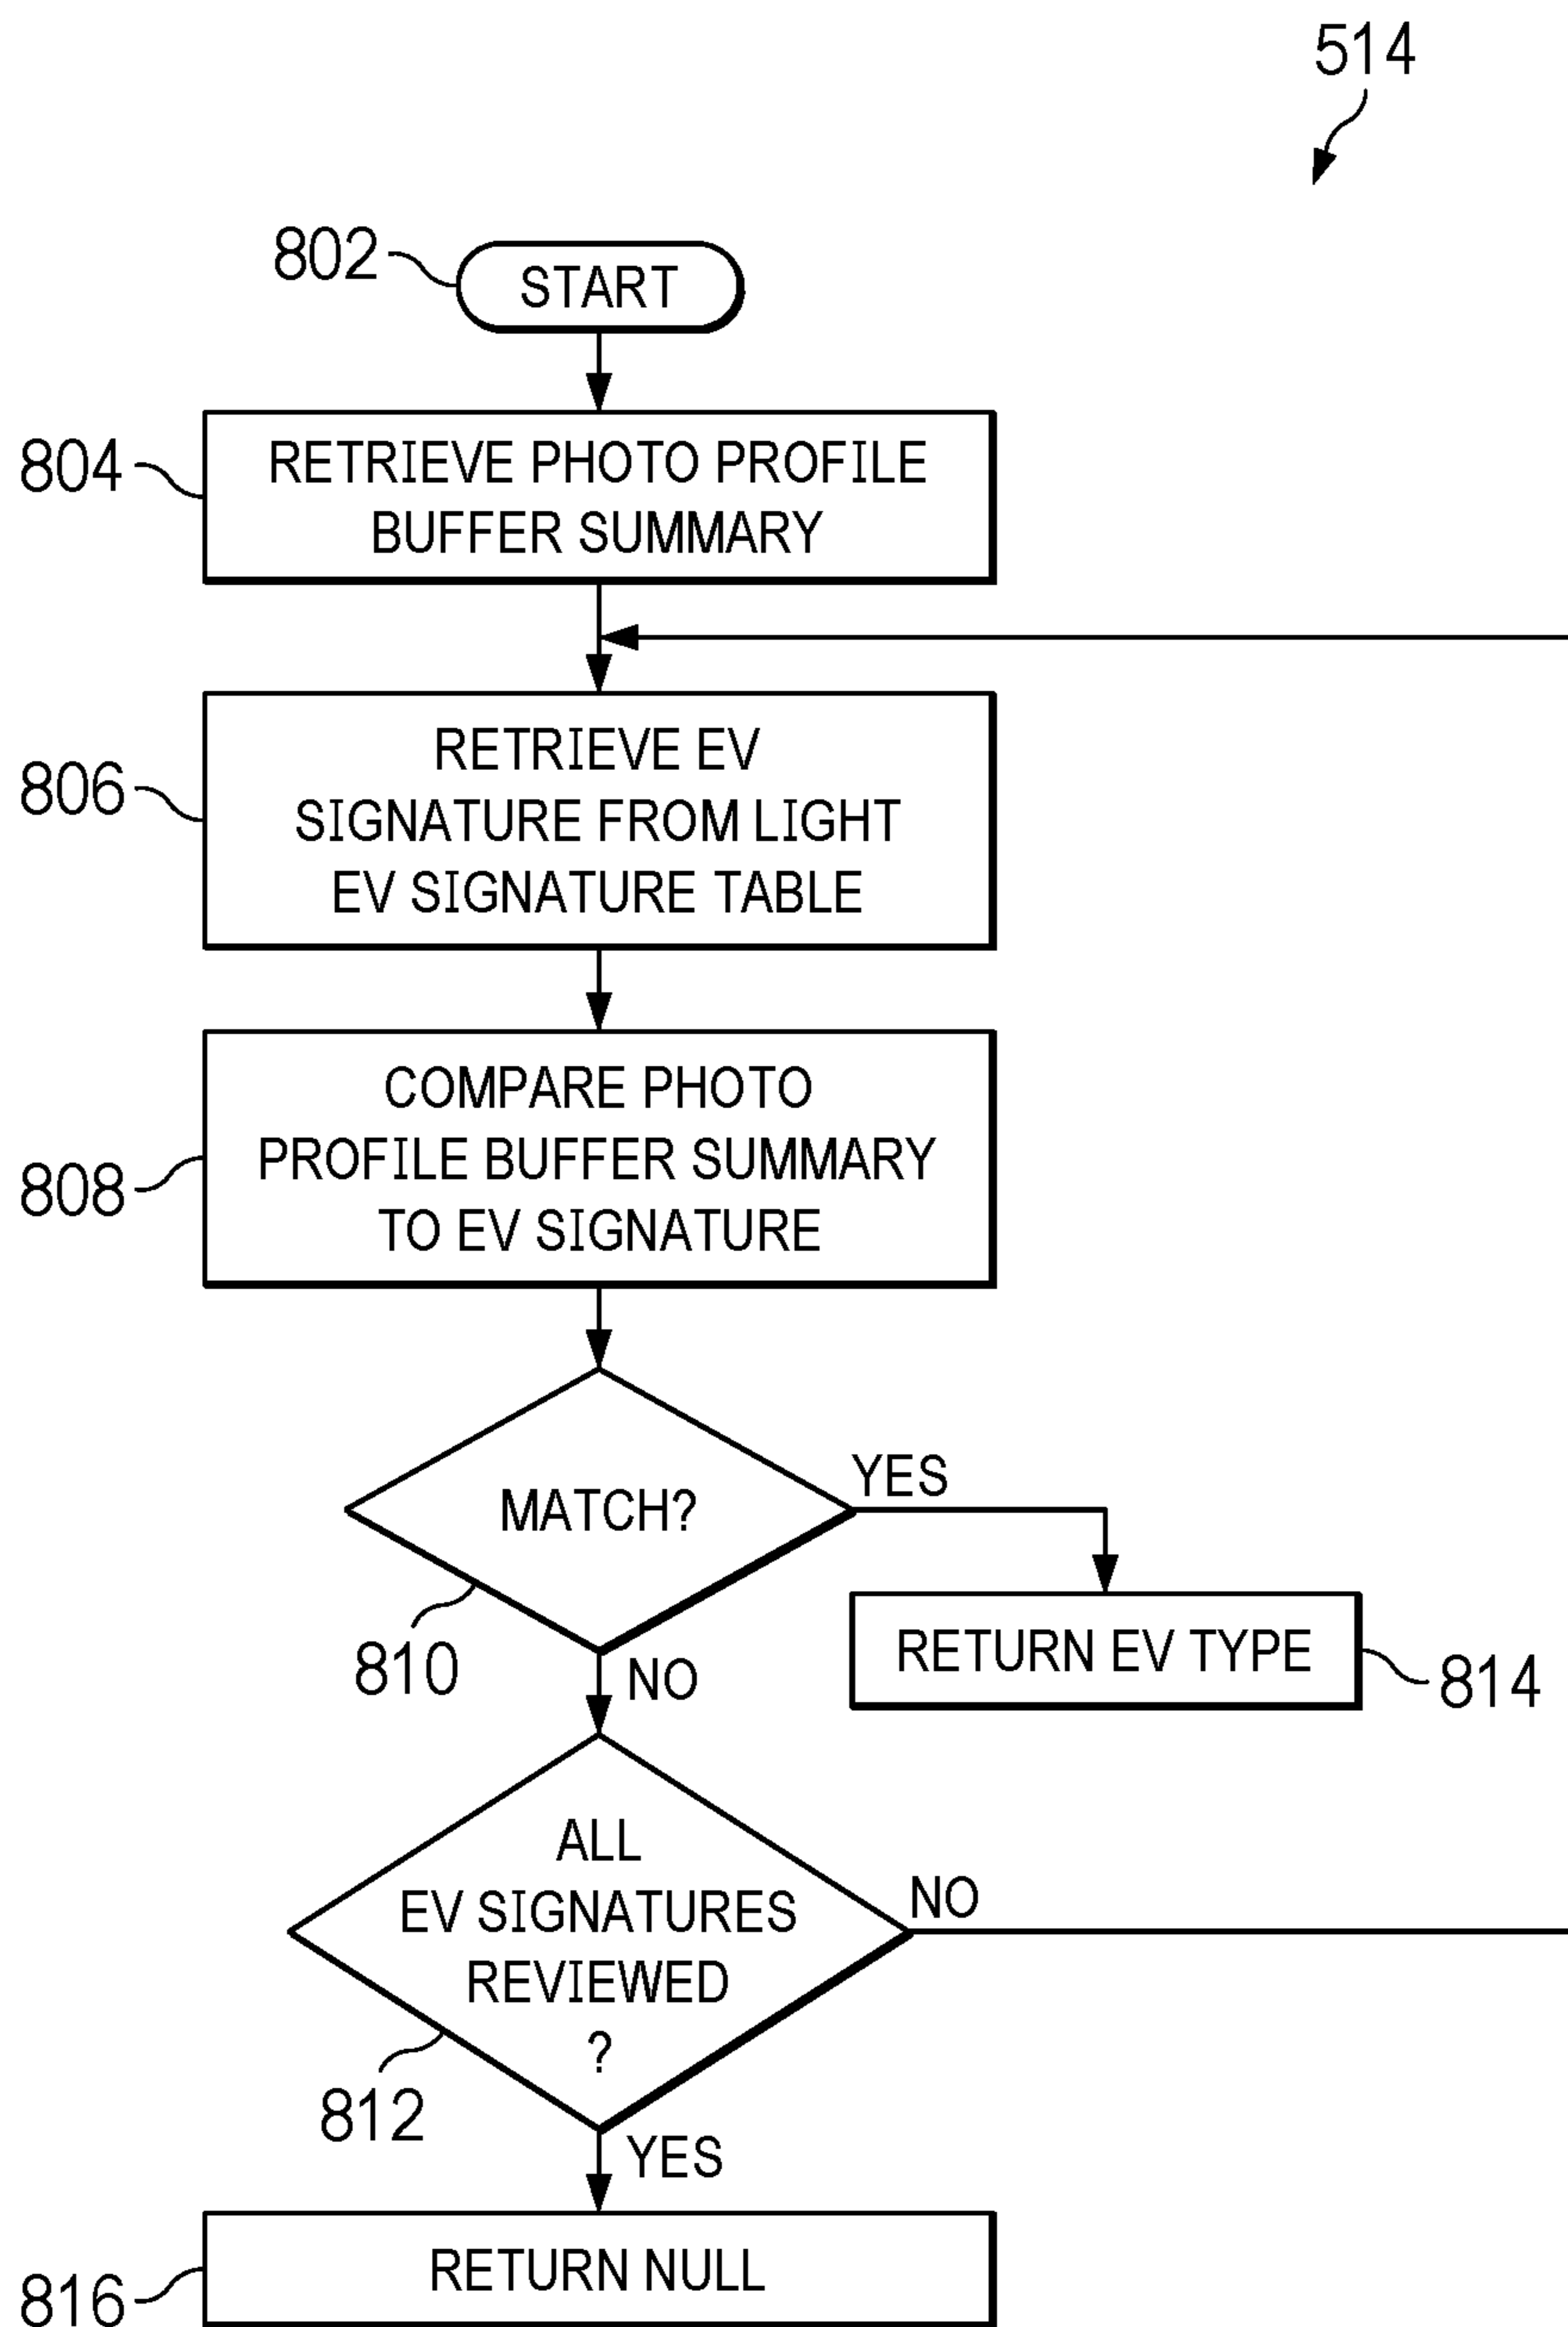 514
802
START
804
RETRIEVE PHOTO PROFILE
BUFFER SUMMARY
806
RETRIEVE EV
SIGNATURE FROM LIGHT
EV SIGNATURE TABLE
808
COMPARE PHOTO
PROFILE BUFFER SUMMARY
TO EV SIGNATURE
MATCH?
YES
810
NO
RETURN EV TYPE
814
ALL
EV SIGNATURES
REVIEWED
?
NO
812
YES
RETURN NULL
816